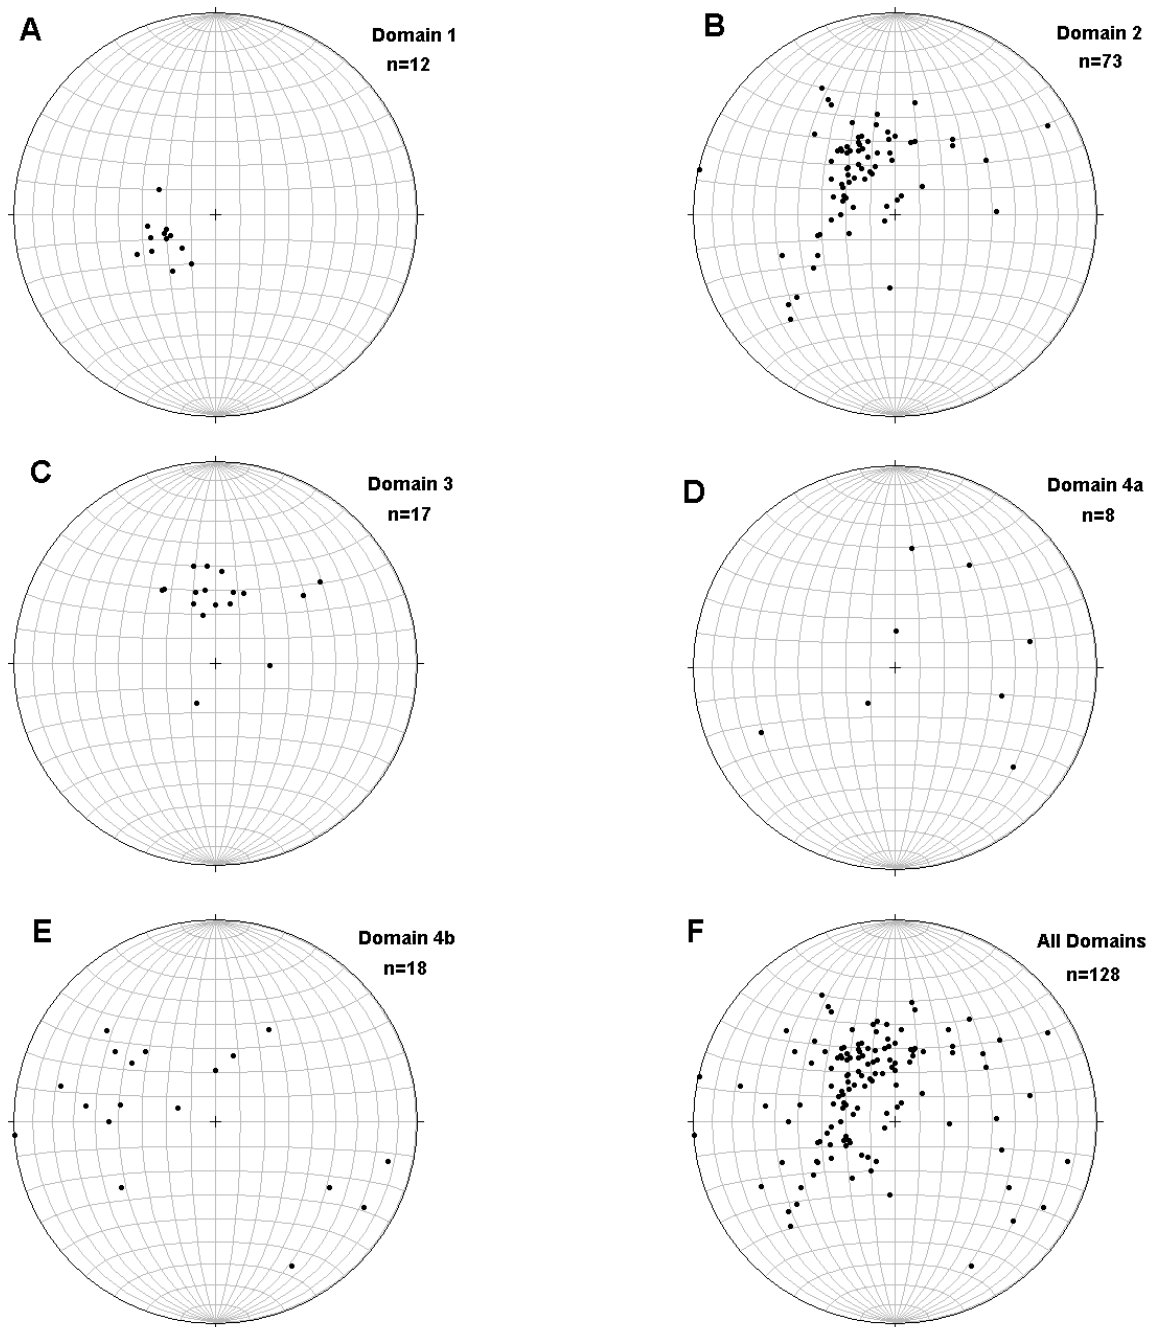 A
Domain 1
n=12
B
Domain 2
n=73
C
Domain 3
n=17
D
Domain 4a
n=8
E
Domain 4b
n=18
F
All Domains
n=128